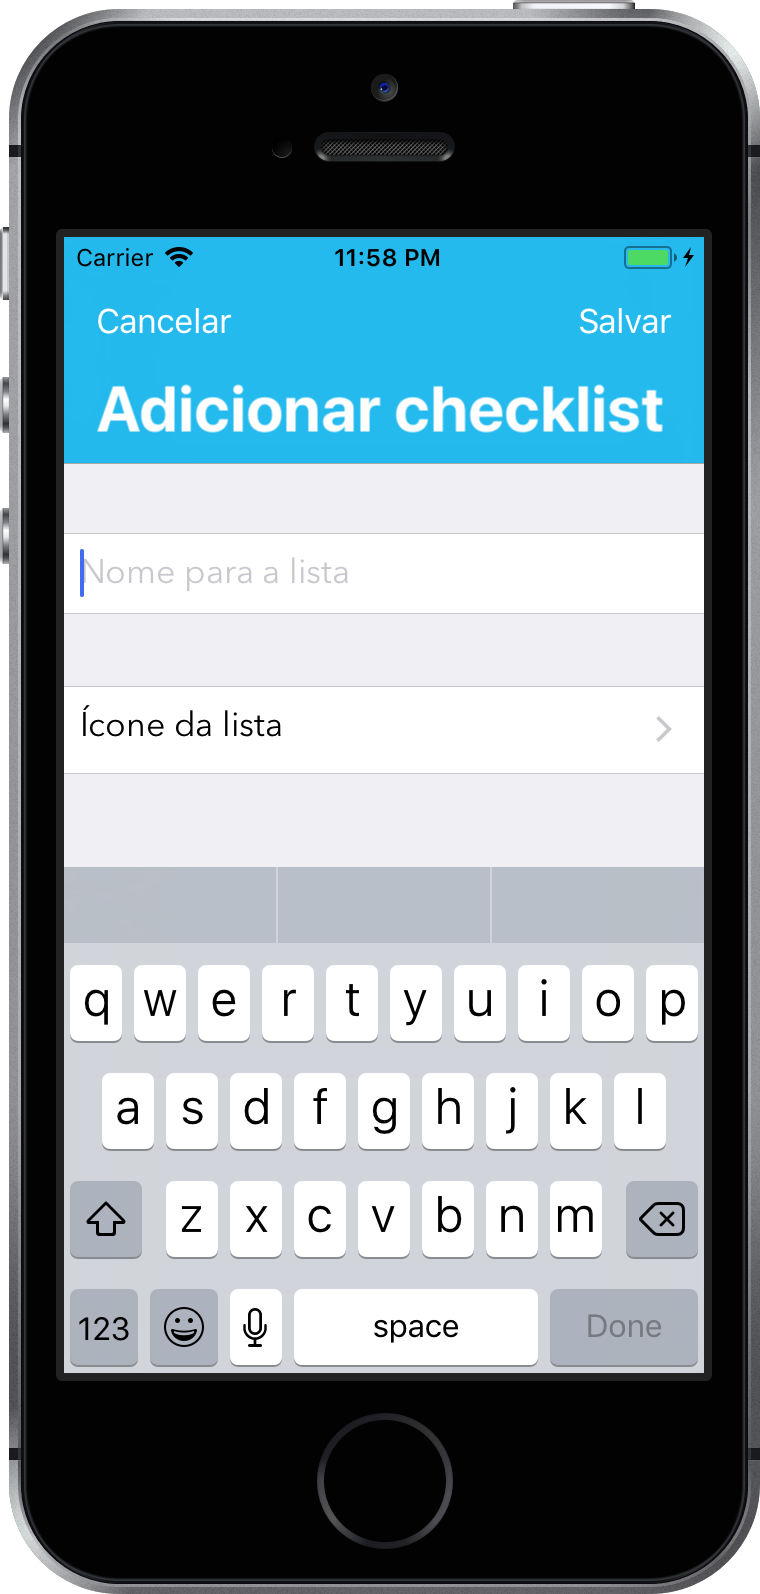 Carrier 11:58 PM
Cancelar Salvar
Adicionar checklist
Nome para a lista
Ícone da lista
q w e r t y u i o p
a s d f g h j k l
z x c v b n m
123 space Done